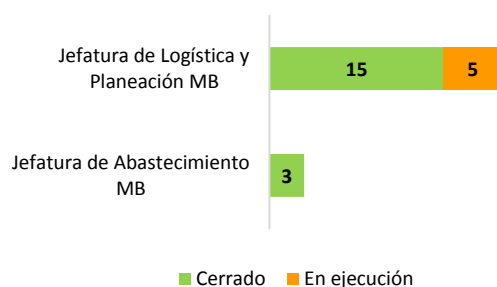 Jefatura de Logística y
Planeación MB
15
5
Jefatura de Abastecimiento
MB
3
Cerrado
En ejecución